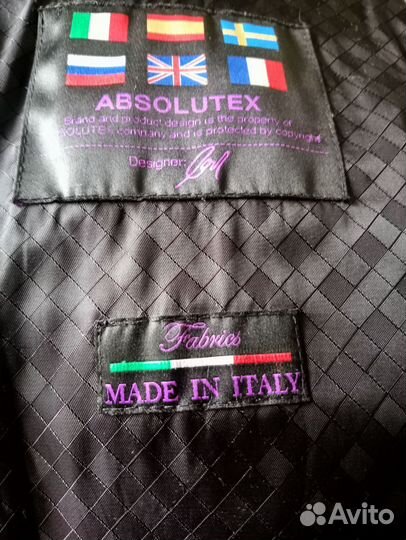 ABSOLUTEX
Brand and product design is the property of
SOLUTEX company and is protected by copyright
Designer:
Fabrics
MADE IN ITALY
Avito